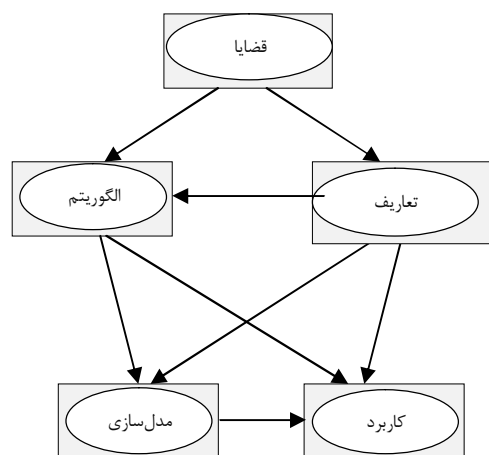 قضایا
تعاریف
الگوریتم
کاربرد
مدل‌سازی